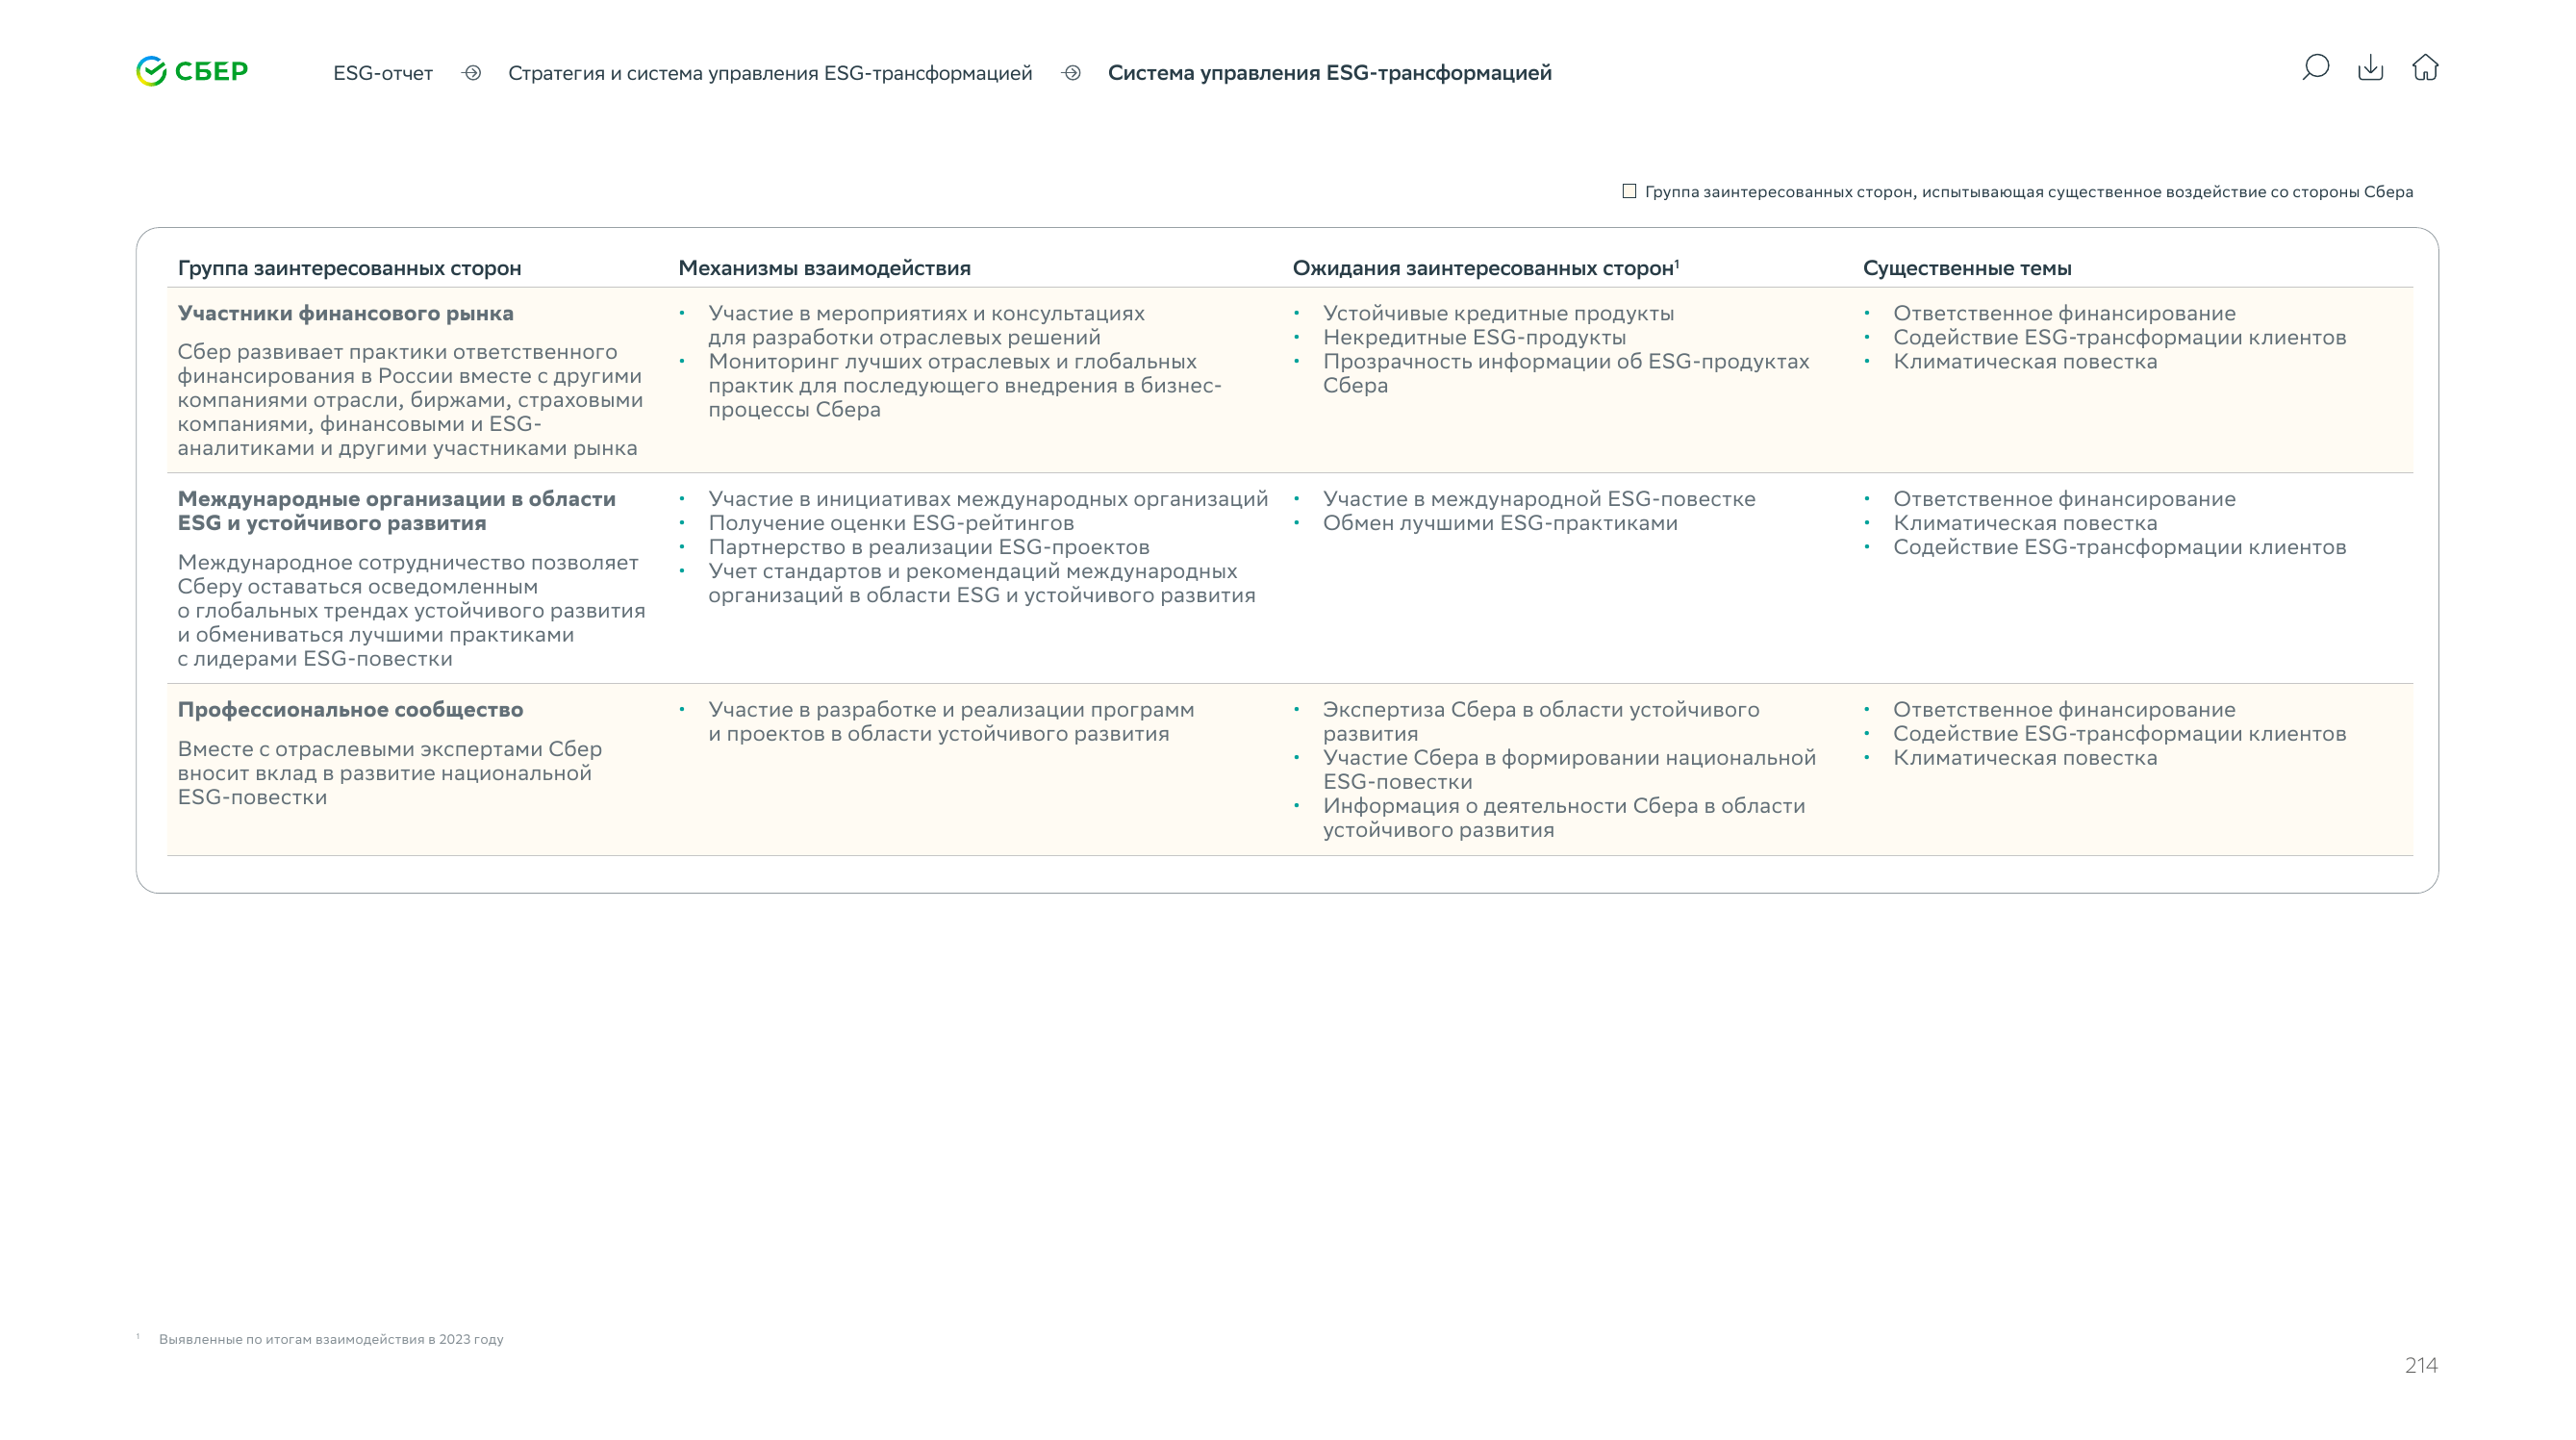 СБЕР
ESG-отчет
Стратегия и система управления ESG-трансформацией
Система управления ESG-трансформацией
Группа заинтересованных сторон, испытывающая существенное воздействие со стороны Сбера
Группа заинтересованных сторон
Механизмы взаимодействия
Ожидания заинтересованных сторон¹
Существенные темы
Участники финансового рынка
Сбер развивает практики ответственного
финансирования в России вместе с другими
компаниями отрасли, биржами, страховыми
компаниями, финансовыми и ESG-
аналитиками и другими участниками рынка
• Участие в мероприятиях и консультациях
для разработки отраслевых решений
• Мониторинг лучших отраслевых и глобальных
практик для последующего внедрения в бизнес-
процессы Сбера
• Устойчивые кредитные продукты
• Некредитные ESG-продукты
• Прозрачность информации об ESG-продуктах
Сбера
• Ответственное финансирование
• Содействие ESG-трансформации клиентов
• Климатическая повестка
Международные организации в области
ESG и устойчивого развития
Международное сотрудничество позволяет
Сберу оставаться осведомленным
о глобальных трендах устойчивого развития
и обмениваться лучшими практиками
с лидерами ESG-повестки
• Участие в инициативах международных организаций
• Получение оценки ESG-рейтингов
• Партнерство в реализации ESG-проектов
• Учет стандартов и рекомендаций международных
организаций в области ESG и устойчивого развития
• Участие в международной ESG-повестке
• Обмен лучшими ESG-практиками
• Ответственное финансирование
• Климатическая повестка
• Содействие ESG-трансформации клиентов
Профессиональное сообщество
Вместе с отраслевыми экспертами Сбер
вносит вклад в развитие национальной
ESG-повестки
• Участие в разработке и реализации программ
и проектов в области устойчивого развития
• Экспертиза Сбера в области устойчивого
развития
• Участие Сбера в формировании национальной
ESG-повестки
• Информация о деятельности Сбера в области
устойчивого развития
• Ответственное финансирование
• Содействие ESG-трансформации клиентов
• Климатическая повестка
¹ Выявленные по итогам взаимодействия в 2023 году
214